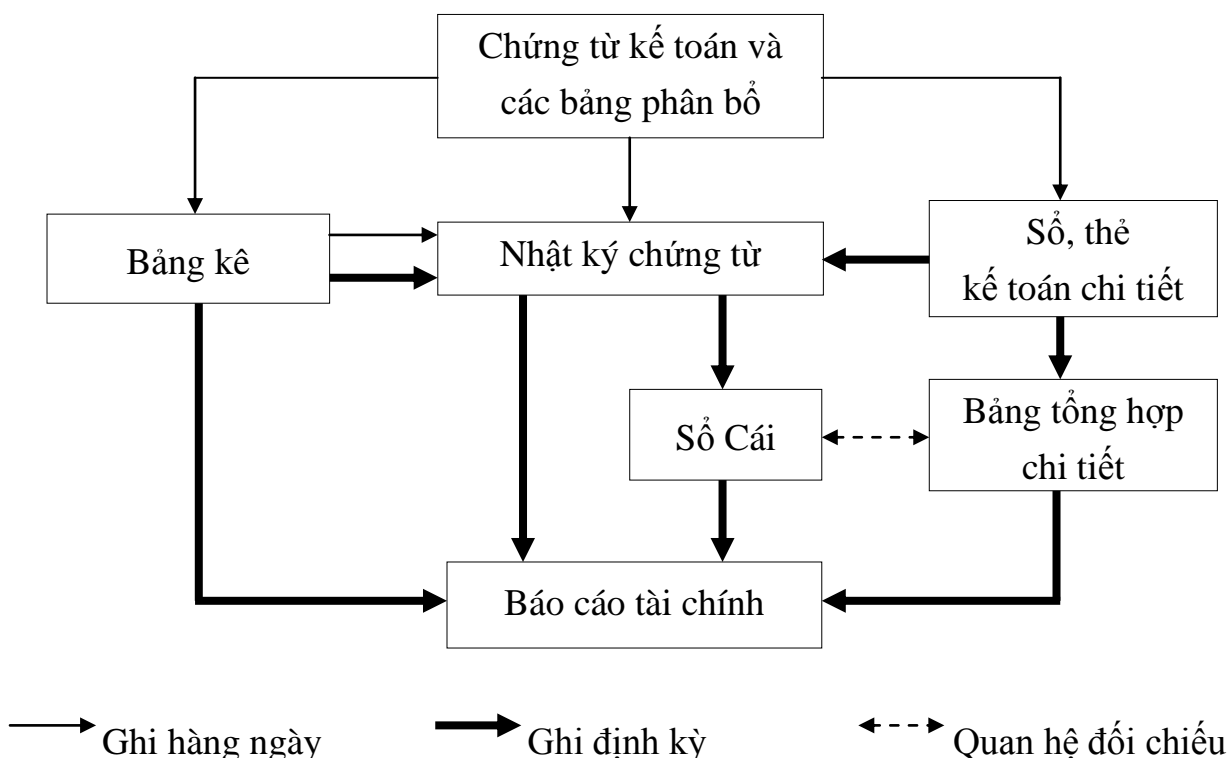 Chứng từ kế toán và
các bảng phân bổ
Bảng kê
Nhật ký chứng từ
Sổ, thẻ
kế toán chi tiết
Sổ Cái
Bảng tổng hợp
chi tiết
Báo cáo tài chính
Ghi hàng ngày
Ghi định kỳ
Quan hệ đối chiếu